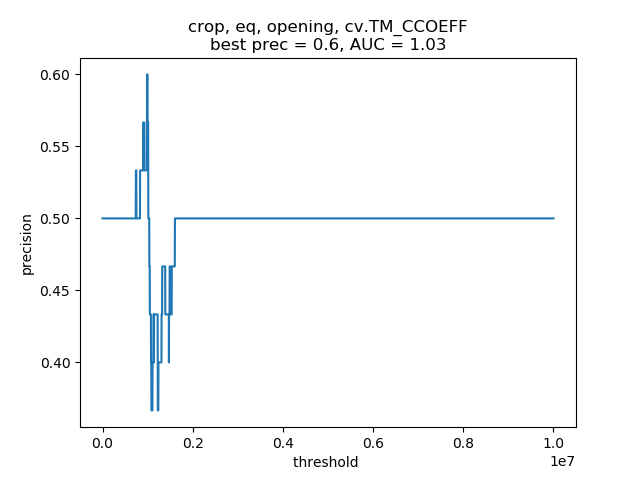 crop, eq, opening, cv.TM_CCOEFF
best prec = 0.6, AUC = 1.03
precision
0.60
0.55
0.50
0.45
0.40
0.0 0.2 0.4 0.6 0.8 1.0
1e7
threshold